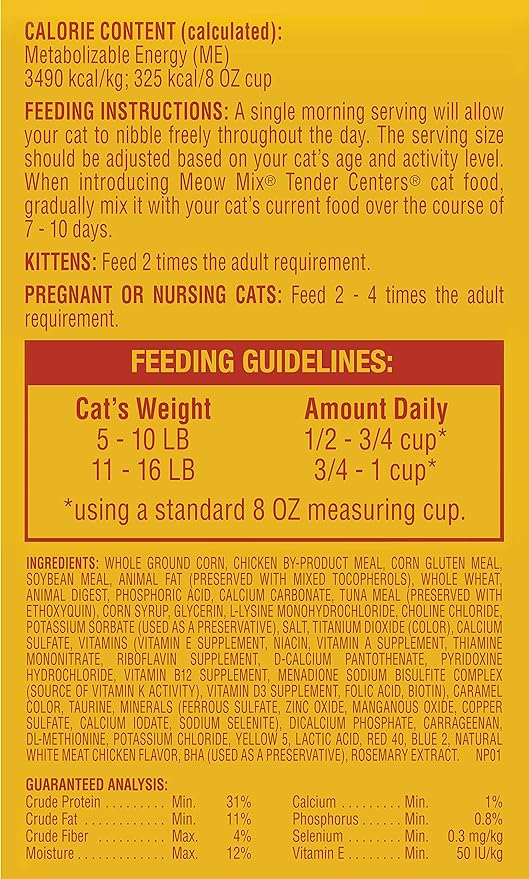 CALORIE CONTENT (calculated):
Metabolizable Energy (ME)
3490 kcal/kg; 325 kcal/8 OZ cup
FEEDING INSTRUCTIONS: A single morning serving will allow
your cat to nibble freely throughout the day. The serving size
should be adjusted based on your cat's age and activity level.
When introducing Meow Mix® Tender Centers® cat food,
gradually mix it with your cat's current food over the course of
7 - 10 days.
KITTENS: Feed 2 times the adult requirement.
PREGNANT OR NURSING CATS: Feed 2 - 4 times the adult
requirement.
FEEDING GUIDELINES:
Cat's Weight Amount Daily
5 - 10 LB 1/2 - 3/4 cup*
11 - 16 LB 3/4 - 1 cup*
*using a standard 8 OZ measuring cup.
INGREDIENTS: WHOLE GROUND CORN, CHICKEN BY-PRODUCT MEAL, CORN GLUTEN MEAL,
SOYBEAN MEAL, ANIMAL FAT (PRESERVED WITH MIXED TOCOPHEROLS), WHOLE WHEAT,
ANIMAL DIGEST, PHOSPHORIC ACID, CALCIUM CARBONATE, TUNA MEAL (PRESERVED WITH
ETHOXYQUIN), CORN SYRUP, GLYCERIN, L-LYSINE MONOHYDROCHLORIDE, CHOLINE CHLORIDE,
POTASSIUM SORBATE (USED AS A PRESERVATIVE), SALT, TITANIUM DIOXIDE (COLOR), CALCIUM
SULFATE, VITAMINS (VITAMIN E SUPPLEMENT, NIACIN, VITAMIN A SUPPLEMENT, THIAMINE
MONONITRATE, RIBOFLAVIN SUPPLEMENT, D-CALCIUM PANTOTHENATE, PYRIDOXINE
HYDROCHLORIDE, VITAMIN B12 SUPPLEMENT, MENADIONE SODIUM BISULFITE COMPLEX
(SOURCE OF VITAMIN K ACTIVITY), VITAMIN D3 SUPPLEMENT, FOLIC ACID, BIOTIN), CARAMEL
COLOR, TAURINE, MINERALS (FERROUS SULFATE, ZINC OXIDE, MANGANOUS OXIDE, COPPER
SULFATE, CALCIUM IODATE, SODIUM SELENITE), DICALCIUM PHOSPHATE, CARRAGEENAN,
DL-METHIONINE, POTASSIUM CHLORIDE, YELLOW 5, LACTIC ACID, RED 40, BLUE 2, NATURAL
WHITE MEAT CHICKEN FLAVOR, BHA (USED AS A PRESERVATIVE), ROSEMARY EXTRACT. NP01
GUARANTEED ANALYSIS:
Crude Protein . . . . . . . . . Min. 31% Calcium . . . . . . . . . Min. 1%
Crude Fat . . . . . . . . . . . . Min. 11% Phosphorus . . . . . . Min. 0.8%
Crude Fiber . . . . . . . . . . Max. 4% Selenium . . . . . . . . Min. 0.3 mg/kg
Moisture . . . . . . . . . . . . . Max. 12% Vitamin E . . . . . . . . Min. 50 IU/kg